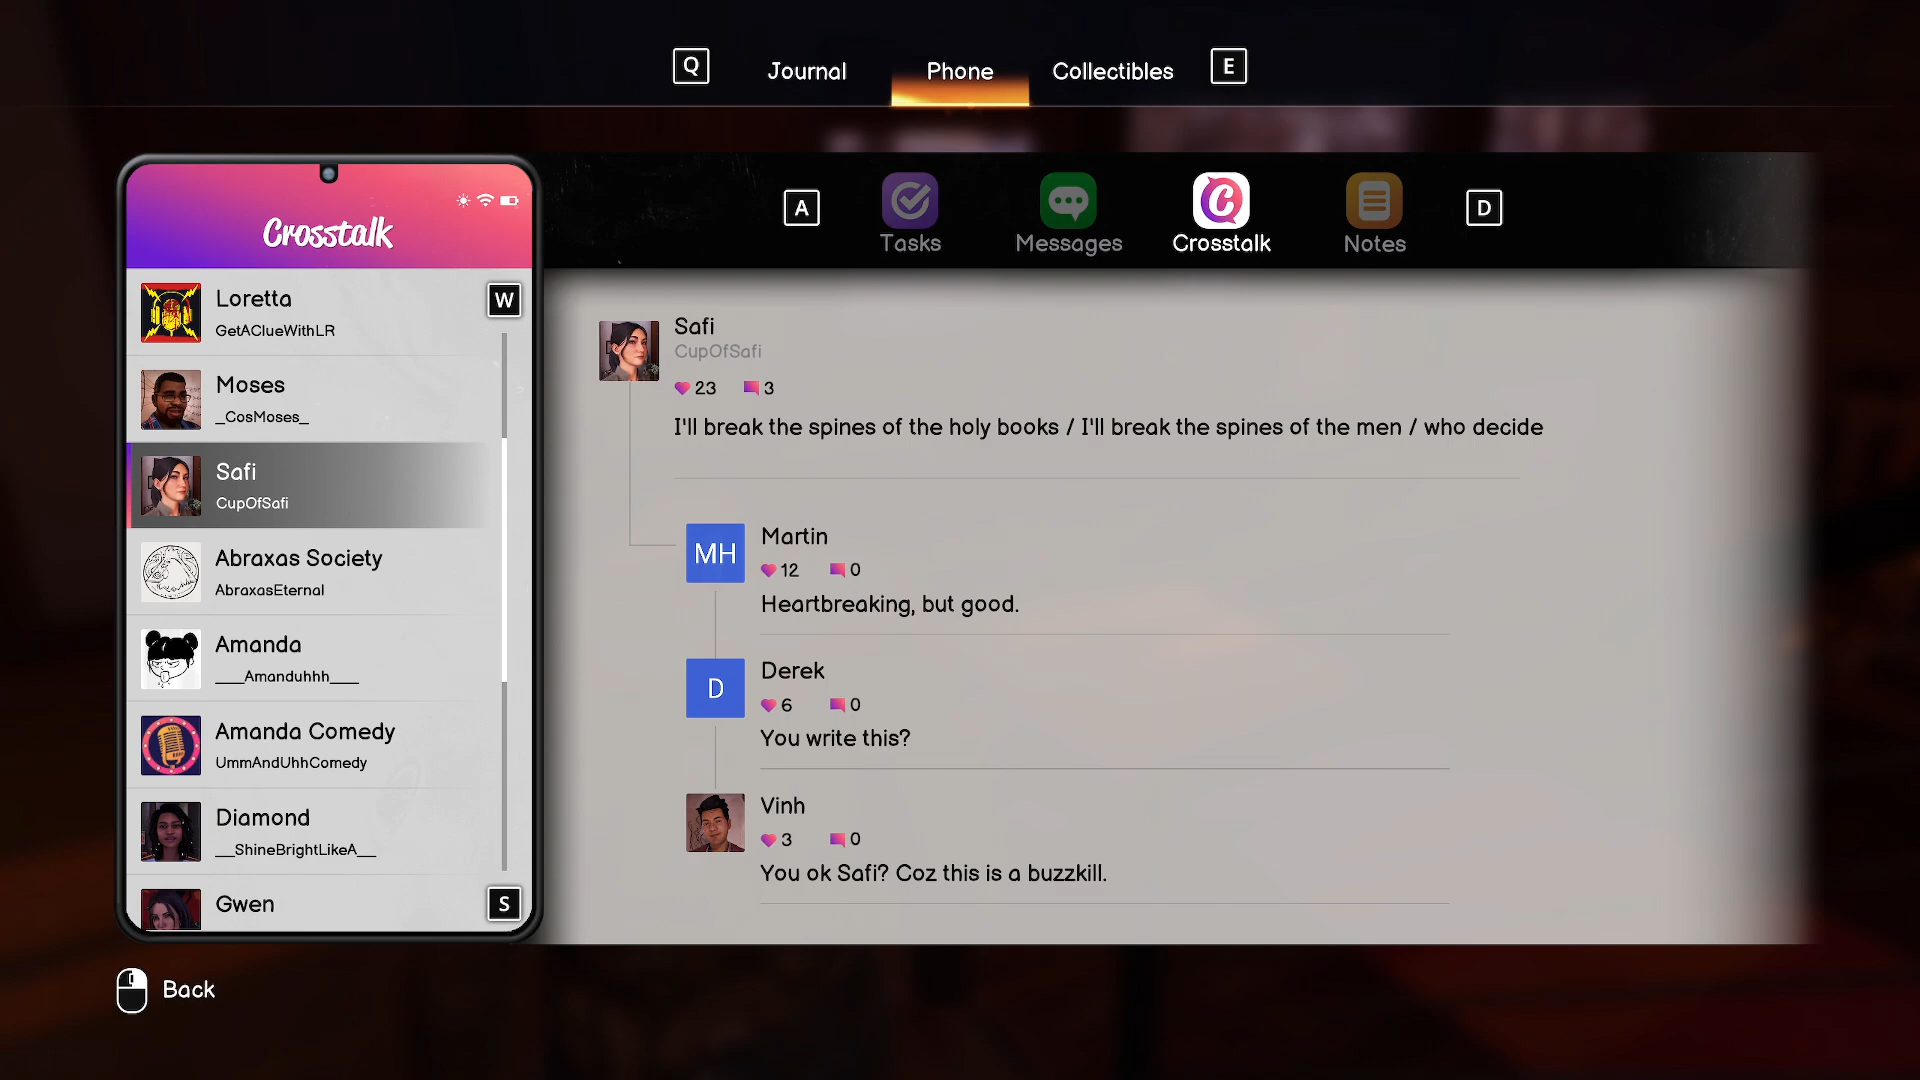 Q
Journal
Phone
Collectibles
E
Crosstalk
A
Tasks
Messages
Crosstalk
Notes
D
Loretta
GetAClueWithLR
W
Moses
_CosMoses_
Safi
CupOfSafi
Abraxas Society
AbraxasEternal
Amanda
___Amanduhhh___
Amanda Comedy
UmmAndUhhComedy
Diamond
__ShineBrightLikeA__
Gwen
S
Safi
CupOfSafi
23 3
I'll break the spines of the holy books / I'll break the spines of the men / who decide
MH
Martin
12 0
Heartbreaking, but good.
D
Derek
6 0
You write this?
Vinh
3 0
You ok Safi? Coz this is a buzzkill.
Back